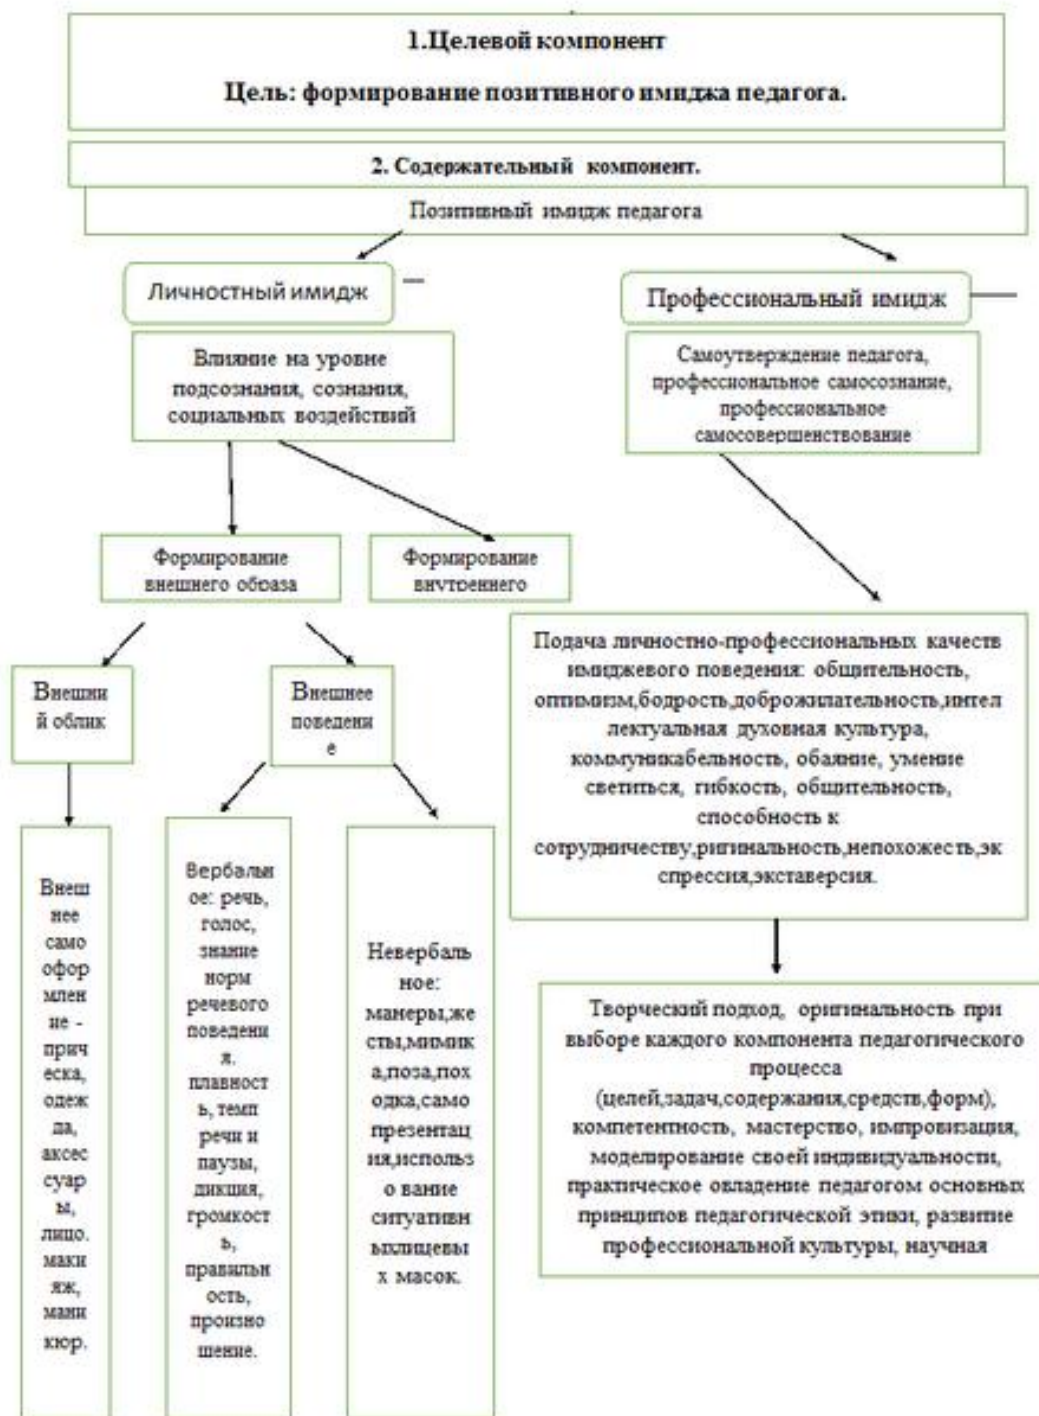 1.Целевой компонент
Цель: формирование позитивного имиджа педагога.
2. Содержательный компонент.
Позитивный имидж педагога
Личностный имидж
Профессиональный имидж
Влияние на уровне
подсознания, сознания,
социальных воздействий
Самоутверждение педагога,
профессиональное самосознание,
профессиональное
самосовершенствование
Формирование
внешнего образа
Формирование
внутреннего
Внешни
й облик
Внешнее
поведени
е
Подача личностно-профессиональных качеств
имиджевого поведения: общительность,
оптимизм,бодрость,доброжилательность,интел
лектуальная духовная культура,
коммуникабельность, обаяние, умение
светиться, гибкость, общительность,
способность к
сотрудничеству,ригинальность,непохожесть,эк
спрессия,экставерсия.
Внеш
нее
само
офор
млен
ие -
прич
еска,
одеж
да,
аксес
суар
ы,
лицо.
маки
яж,
мани
кюр.
Вербальн
ое: речь,
голос,
знание
норм
речевого
поведени
я.
плавност
ь, темп
речи и
паузы,
дикция,
громкост
ь,
правильн
ость,
произно
шение.
Невербаль
ное:
манеры,же
сты,мимик
а,поза,пох
одка,само
презентац
ия,использ
о вание
ситуативн
ыхлицевы
х масок.
Творческий подход, оригинальность при
выборе каждого компонента педагогического
процесса
(целей,задач,содержания,средств,форм),
компетентность, мастерство, импровизация,
моделирование своей индивидуальности,
практическое овладение педагогом основных
принципов педагогической этики, развитие
профессиональной культуры, научная